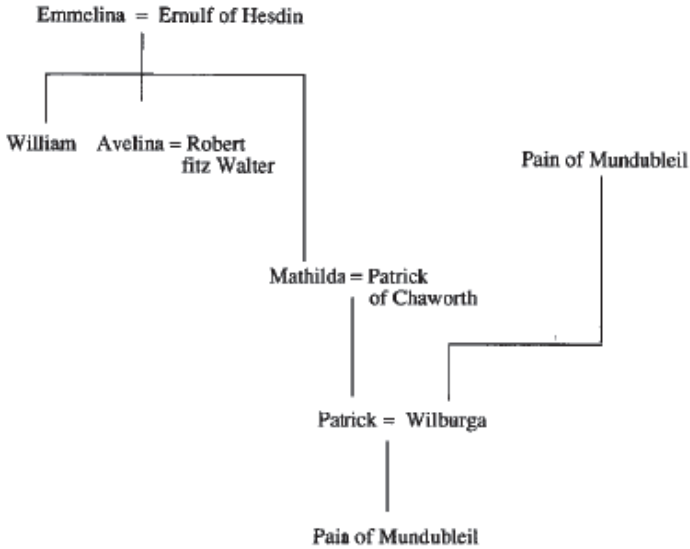 Emmelina = Ernulf of Hesdin
William Avelina = Robert
fitz Walter
Pain of Mundubleil
Mathilda = Patrick
of Chaworth
Patrick = Wilburga
Pain of Mundubleil